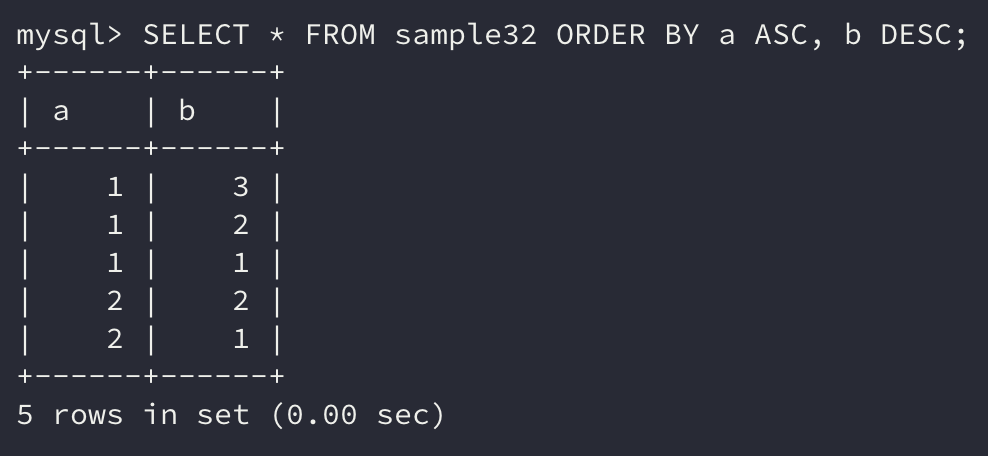 mysql> SELECT * FROM sample32 ORDER BY a ASC, b DESC;
+------+------+
| a    | b    |
+------+------+
|    1 |    3 |
|    1 |    2 |
|    1 |    1 |
|    2 |    2 |
|    2 |    1 |
+------+------+
5 rows in set (0.00 sec)